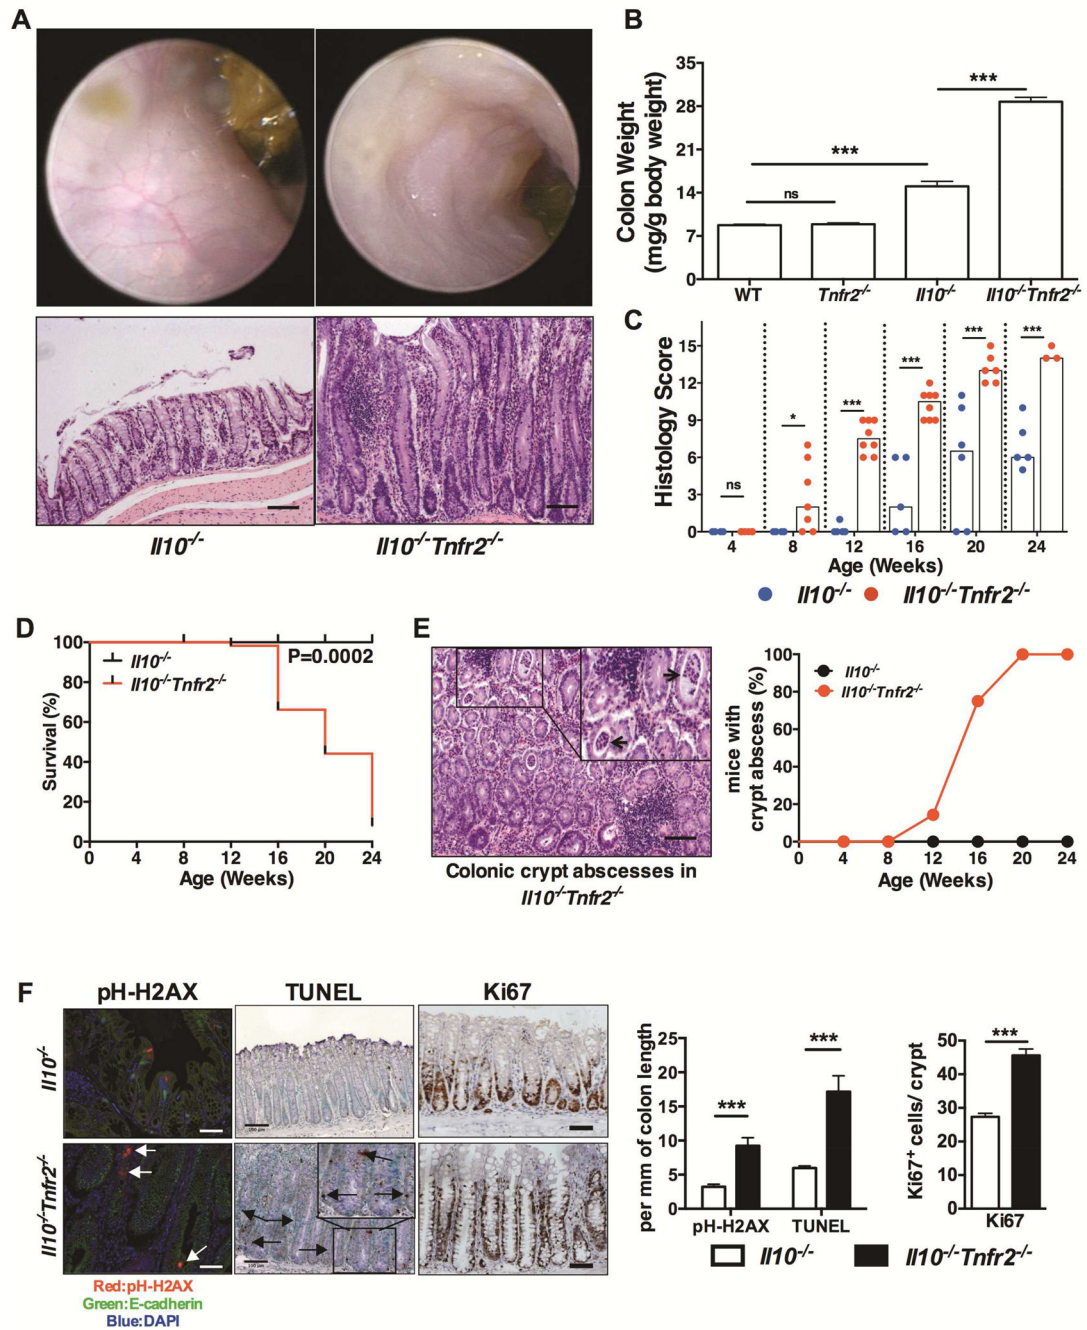 A
Il10-/-
Il10-/-Tnfr2-/-
B
Colon Weight
(mg/g body weight)
35
28
21
14
7
0
ns
***
***
WT
Tnfr2-/-
Il10-/-
Il10-/-Tnfr2-/-
C
Histology Score
15
12
9
6
3
0
ns
*
***
***
***
***
4
8
12
16
20
24
Age (Weeks)
Il10-/-
Il10-/-Tnfr2-/-
D
Survival (%)
100
80
60
40
20
0
Il10-/-
Il10-/-Tnfr2-/-
P=0.0002
0
4
8
12
16
20
24
Age (Weeks)
E
Colonic crypt abscesses in
Il10-/-Tnfr2-/-
mice with
crypt abscess (%)
100
80
60
40
20
0
Il10-/-
Il10-/-Tnfr2-/-
0
4
8
12
16
20
24
Age (Weeks)
F
pH-H2AX
TUNEL
Ki67
Il10-/-
Il10-/-Tnfr2-/-
Red:pH-H2AX
Green:E-cadherin
Blue:DAPI
per mm of colon length
25
20
15
10
5
0
***
***
pH-H2AX
TUNEL
Ki67+ cells/ crypt
50
40
30
20
10
0
***
Ki67
Il10-/-
Il10-/-Tnfr2-/-